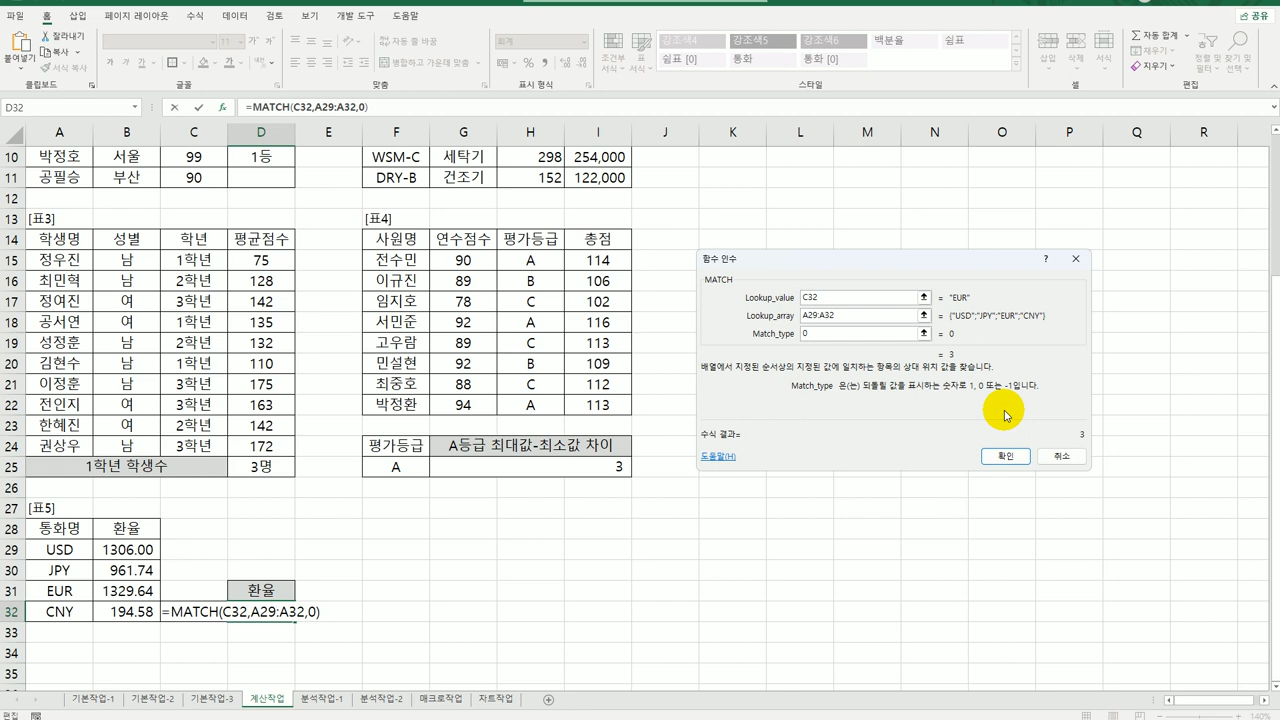 파일 홈 삽입 페이지 레이아웃 수식 데이터 검토 보기 개발 도구 도움말 공유
붙여넣기 잘라내기 복사 서식 복사
11 가 가 텍스트 줄 바꿈 회계
가 가 병합하고 가운데 맞춤 % 9
조건부 서식 표 서식
강조색4 강조색5 강조색6 백분율 쉼표
쉼표 [0] 통화 통화 [0]
삽입 삭제 서식
자동 합계 채우기 지우기 정렬 및 찾기 및 선택
클립보드 글꼴 맞춤 표시 형식 스타일 셀 편집
D32 fx =MATCH(C32,A29:A32,0)
A B C D E F G H I J K L M N O P Q R
10 박정호 서울 99 1등 WSM-C 세탁기 298 254,000
11 공필승 부산 90 DRY-B 건조기 152 122,000
12
13 [표3] [표4]
14 학생명 성별 학년 평균점수 사원명 연수점수 평가등급 총점
15 정우진 남 1학년 75 전수민 90 A 114
16 최민혁 남 2학년 128 이규진 89 B 106
17 정여진 여 3학년 142 임지호 78 C 102
18 공서연 여 1학년 135 서민준 92 A 116
19 성정훈 남 2학년 132 고우람 89 C 113
20 김현수 남 1학년 110 민설현 92 B 109
21 이정훈 남 3학년 175 최중호 88 C 112
22 전인지 여 3학년 163 박정환 94 A 113
23 한혜진 여 2학년 142
24 권상우 남 3학년 172 평가등급 A등급 최대값-최소값 차이
25 1학년 학생수 3명 A 3
26
27 [표5]
28 통화명 환율
29 USD 1306.00
30 JPY 961.74
31 EUR 1329.64 환율
32 CNY 194.58 =MATCH(C32,A29:A32,0)
33
34
35
함수 인수 ?
MATCH
Lookup_value C32 = "EUR"
Lookup_array A29:A32 = {"USD";"JPY";"EUR";"CNY"}
Match_type 0 = 0
= 3
배열에서 지정된 순서상의 지정된 값에 일치하는 항목의 상대 위치 값을 찾습니다.
Match_type 은(는) 되돌릴 값을 표시하는 숫자로 1, 0 또는 -1입니다.
수식 결과= 3
도움말(H) 확인 취소
기본작업-1 기본작업-2 기본작업-3 계산작업 분석작업-1 분석작업-2 매크로작업 차트작업
편집 140%